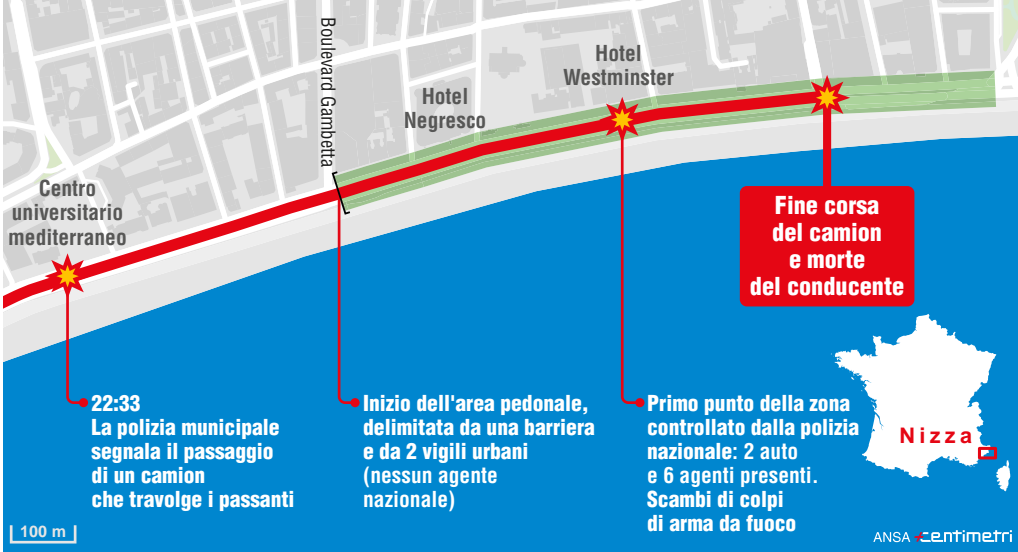 Boulevard Gambetta
Hotel
Westminster
Hotel
Negresco
Centro
universitario
mediterraneo
Fine corsa
del camion
e morte
del conducente
22:33
La polizia municipale
segnala il passaggio
di un camion
che travolge i passanti
Inizio dell'area pedonale,
delimitata da una barriera
e da 2 vigili urbani
(nessun agente
nazionale)
Primo punto della zona
controllato dalla polizia
nazionale: 2 auto
e 6 agenti presenti.
Scambi di colpi
di arma da fuoco
Nizza
100 m
ANSA centimetri